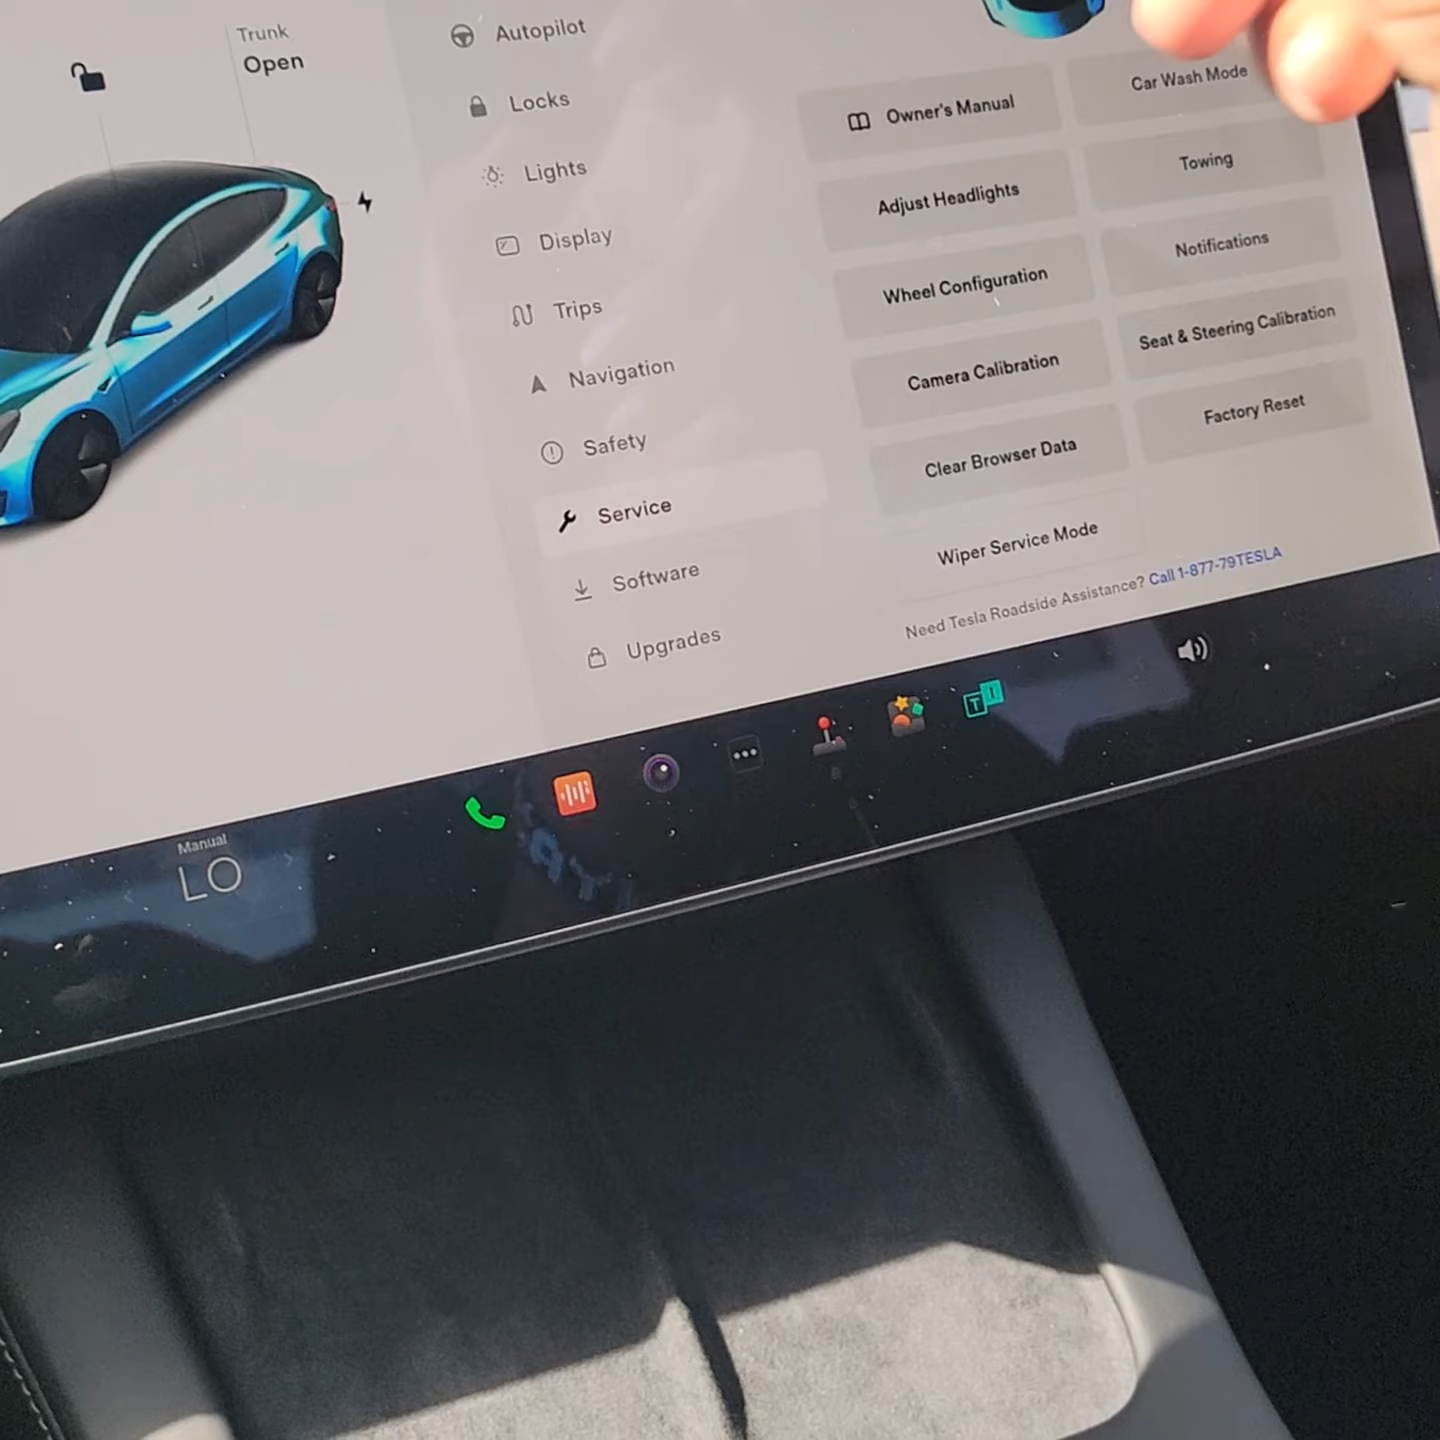 Trunk
Open
Autopilot
Locks
Lights
Display
Trips
Navigation
Safety
Service
Software
Upgrades
Owner's Manual
Car Wash Mode
Adjust Headlights
Towing
Wheel Configuration
Notifications
Camera Calibration
Seat & Steering Calibration
Clear Browser Data
Factory Reset
Wiper Service Mode
Need Tesla Roadside Assistance? Call 1-877-79TESLA
Manual
LO
T I